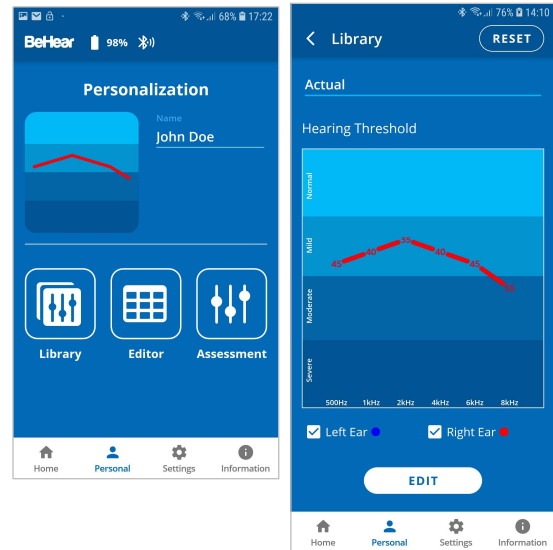 68% 17:22
BeHear 98%
Personalization
Name
John Doe
Library Editor Assessment
Home Personal Settings Information
76% 14:10
Library RESET
Actual
Hearing Threshold
Normal
Mild
Moderate
Severe
45 40 35 40 45 55
500Hz 1kHz 2kHz 4kHz 6kHz 8kHz
Left Ear Right Ear
EDIT
Home Personal Settings Information